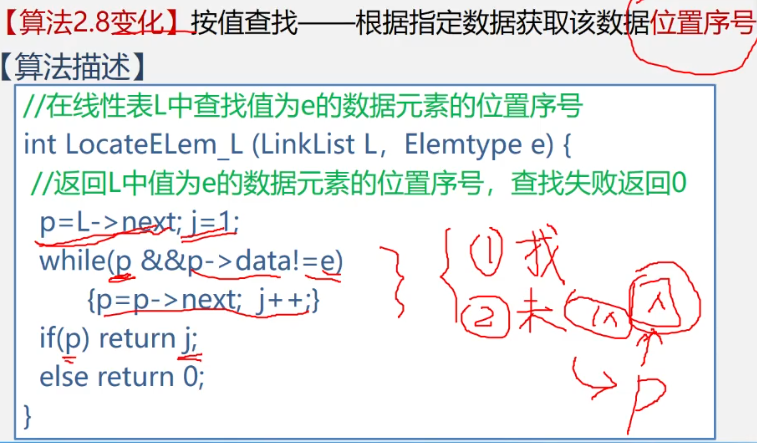 【算法2.8变化】按值查找——根据指定数据获取该数据位置序号
【算法描述】
//在线性表L中查找值为e的数据元素的位置序号
int LocateELem_L (LinkList L，Elemtype e) {
//返回L中值为e的数据元素的位置序号，查找失败返回0
p=L->next; j=1;
while(p &&p->data!=e)
{p=p->next; j++;}
if(p) return j;
else return 0;
}
① 找
② 未
p